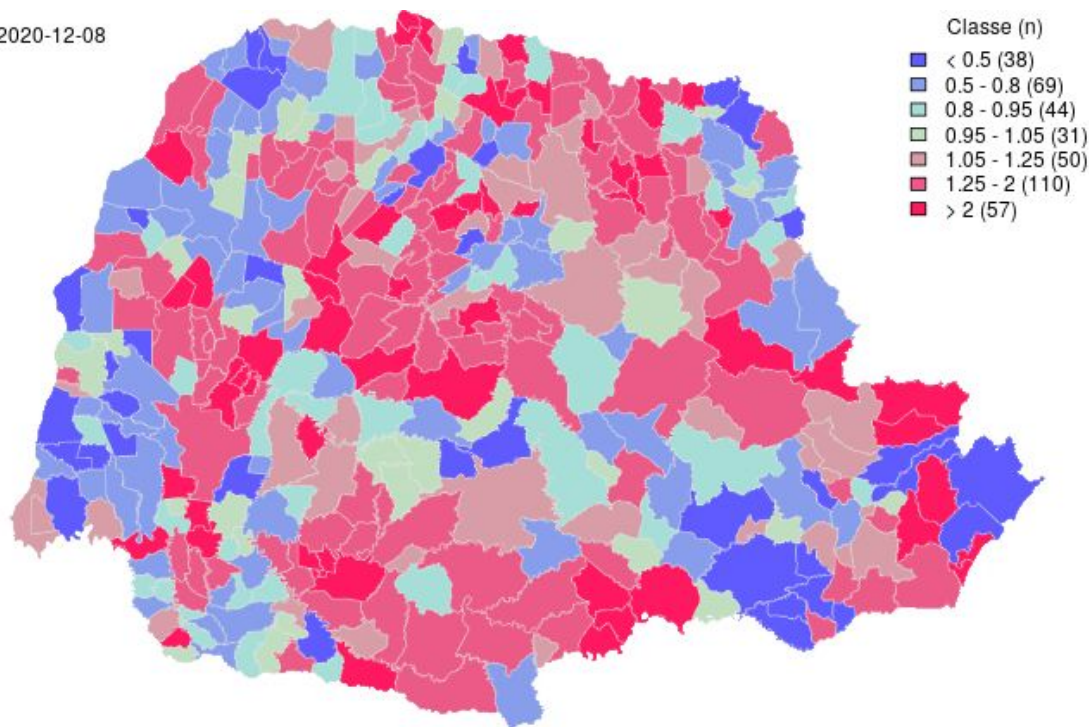 2020-12-08
Classe (n)
< 0.5 (38)
0.5 - 0.8 (69)
0.8 - 0.95 (44)
0.95 - 1.05 (31)
1.05 - 1.25 (50)
1.25 - 2 (110)
> 2 (57)